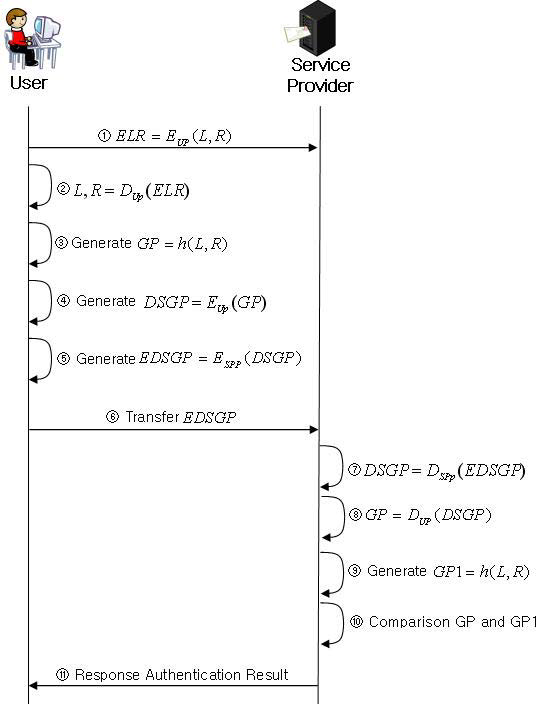 User
Service
Provider
① ELR = E_UP (L, R)
② L, R = D_Up (ELR)
③ Generate GP = h(L, R)
④ Generate DSGP = E_Up (GP)
⑤ Generate EDSGP = E_SPP (DSGP)
⑥ Transfer EDSGP
⑦ DSGP = D_SPp (EDSGP)
⑧ GP = D_UP (DSGP)
⑨ Generate GP1 = h(L, R)
⑩ Comparison GP and GP1
⑪ Response Authentication Result